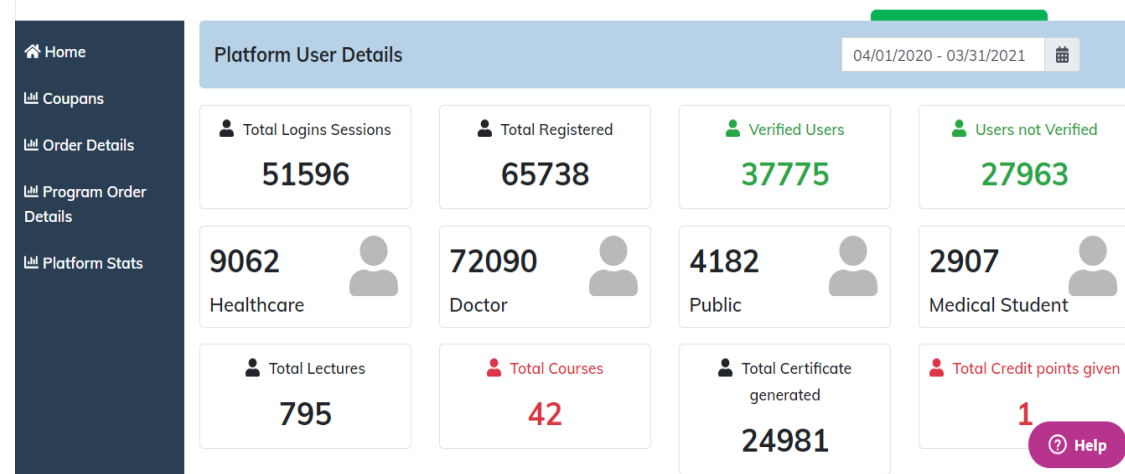 Home
Coupans
Order Details
Program Order
Details
Platform Stats
Platform User Details
04/01/2020 - 03/31/2021
Total Logins Sessions
51596
Total Registered
65738
Verified Users
37775
Users not Verified
27963
9062
Healthcare
72090
Doctor
4182
Public
2907
Medical Student
Total Lectures
795
Total Courses
42
Total Certificate
generated
24981
Total Credit points given
1
Help